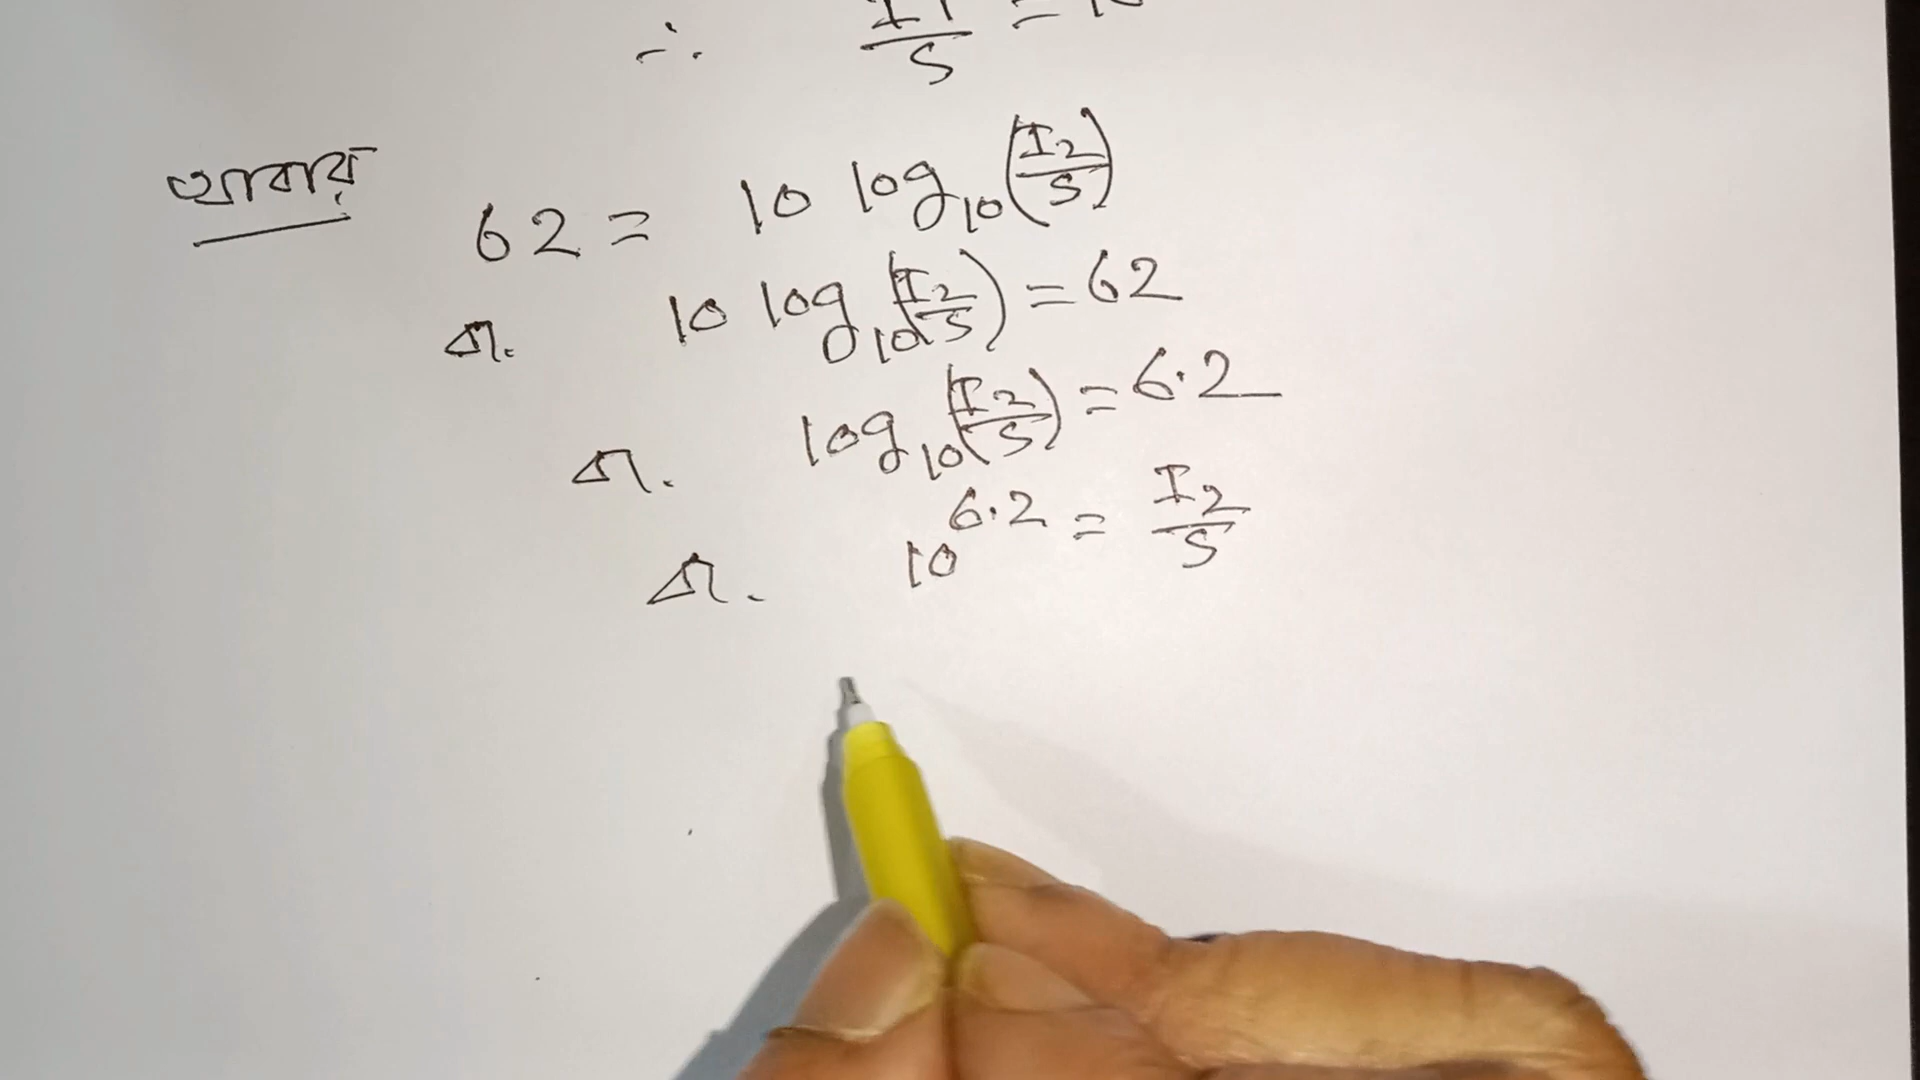 ∴ I₁/S = 10
আবার 62 = 10 log₁₀(I₂/S)
বা. 10 log₁₀(I₂/S) = 62
বা. log₁₀(I₂/S) = 6.2
বা. 10^6.2 = I₂/S